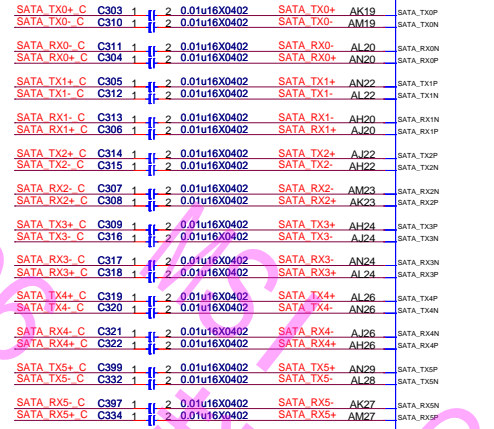 SATA_TX0+_C C303 1 2 0.01u16X0402 SATA_TX0+ AK19 SATA_TX0P
SATA_TX0-_C C310 1 2 0.01u16X0402 SATA_TX0- AM19 SATA_TX0N
SATA_RX0-_C C311 1 2 0.01u16X0402 SATA_RX0- AL20 SATA_RX0N
SATA_RX0+_C C304 1 2 0.01u16X0402 SATA_RX0+ AN20 SATA_RX0P
SATA_TX1+_C C305 1 2 0.01u16X0402 SATA_TX1+ AN22 SATA_TX1P
SATA_TX1-_C C312 1 2 0.01u16X0402 SATA_TX1- AL22 SATA_TX1N
SATA_RX1-_C C313 1 2 0.01u16X0402 SATA_RX1- AH20 SATA_RX1N
SATA_RX1+_C C306 1 2 0.01u16X0402 SATA_RX1+ AJ20 SATA_RX1P
SATA_TX2+_C C314 1 2 0.01u16X0402 SATA_TX2+ AJ22 SATA_TX2P
SATA_TX2-_C C315 1 2 0.01u16X0402 SATA_TX2- AH22 SATA_TX2N
SATA_RX2-_C C307 1 2 0.01u16X0402 SATA_RX2- AM23 SATA_RX2N
SATA_RX2+_C C308 1 2 0.01u16X0402 SATA_RX2+ AK23 SATA_RX2P
SATA_TX3+_C C309 1 2 0.01u16X0402 SATA_TX3+ AH24 SATA_TX3P
SATA_TX3-_C C316 1 2 0.01u16X0402 SATA_TX3- AJ24 SATA_TX3N
SATA_RX3-_C C317 1 2 0.01u16X0402 SATA_RX3- AN24 SATA_RX3N
SATA_RX3+_C C318 1 2 0.01u16X0402 SATA_RX3+ AL24 SATA_RX3P
SATA_TX4+_C C319 1 2 0.01u16X0402 SATA_TX4+ AL26 SATA_TX4P
SATA_TX4-_C C320 1 2 0.01u16X0402 SATA_TX4- AN26 SATA_TX4N
SATA_RX4-_C C321 1 2 0.01u16X0402 SATA_RX4- AJ26 SATA_RX4N
SATA_RX4+_C C322 1 2 0.01u16X0402 SATA_RX4+ AH26 SATA_RX4P
SATA_TX5+_C C399 1 2 0.01u16X0402 SATA_TX5+ AN29 SATA_TX5P
SATA_TX5-_C C332 1 2 0.01u16X0402 SATA_TX5- AL28 SATA_TX5N
SATA_RX5-_C C397 1 2 0.01u16X0402 SATA_RX5- AK27 SATA_RX5N
SATA_RX5+_C C334 1 2 0.01u16X0402 SATA_RX5+ AM27 SATA_RX5P
MSI